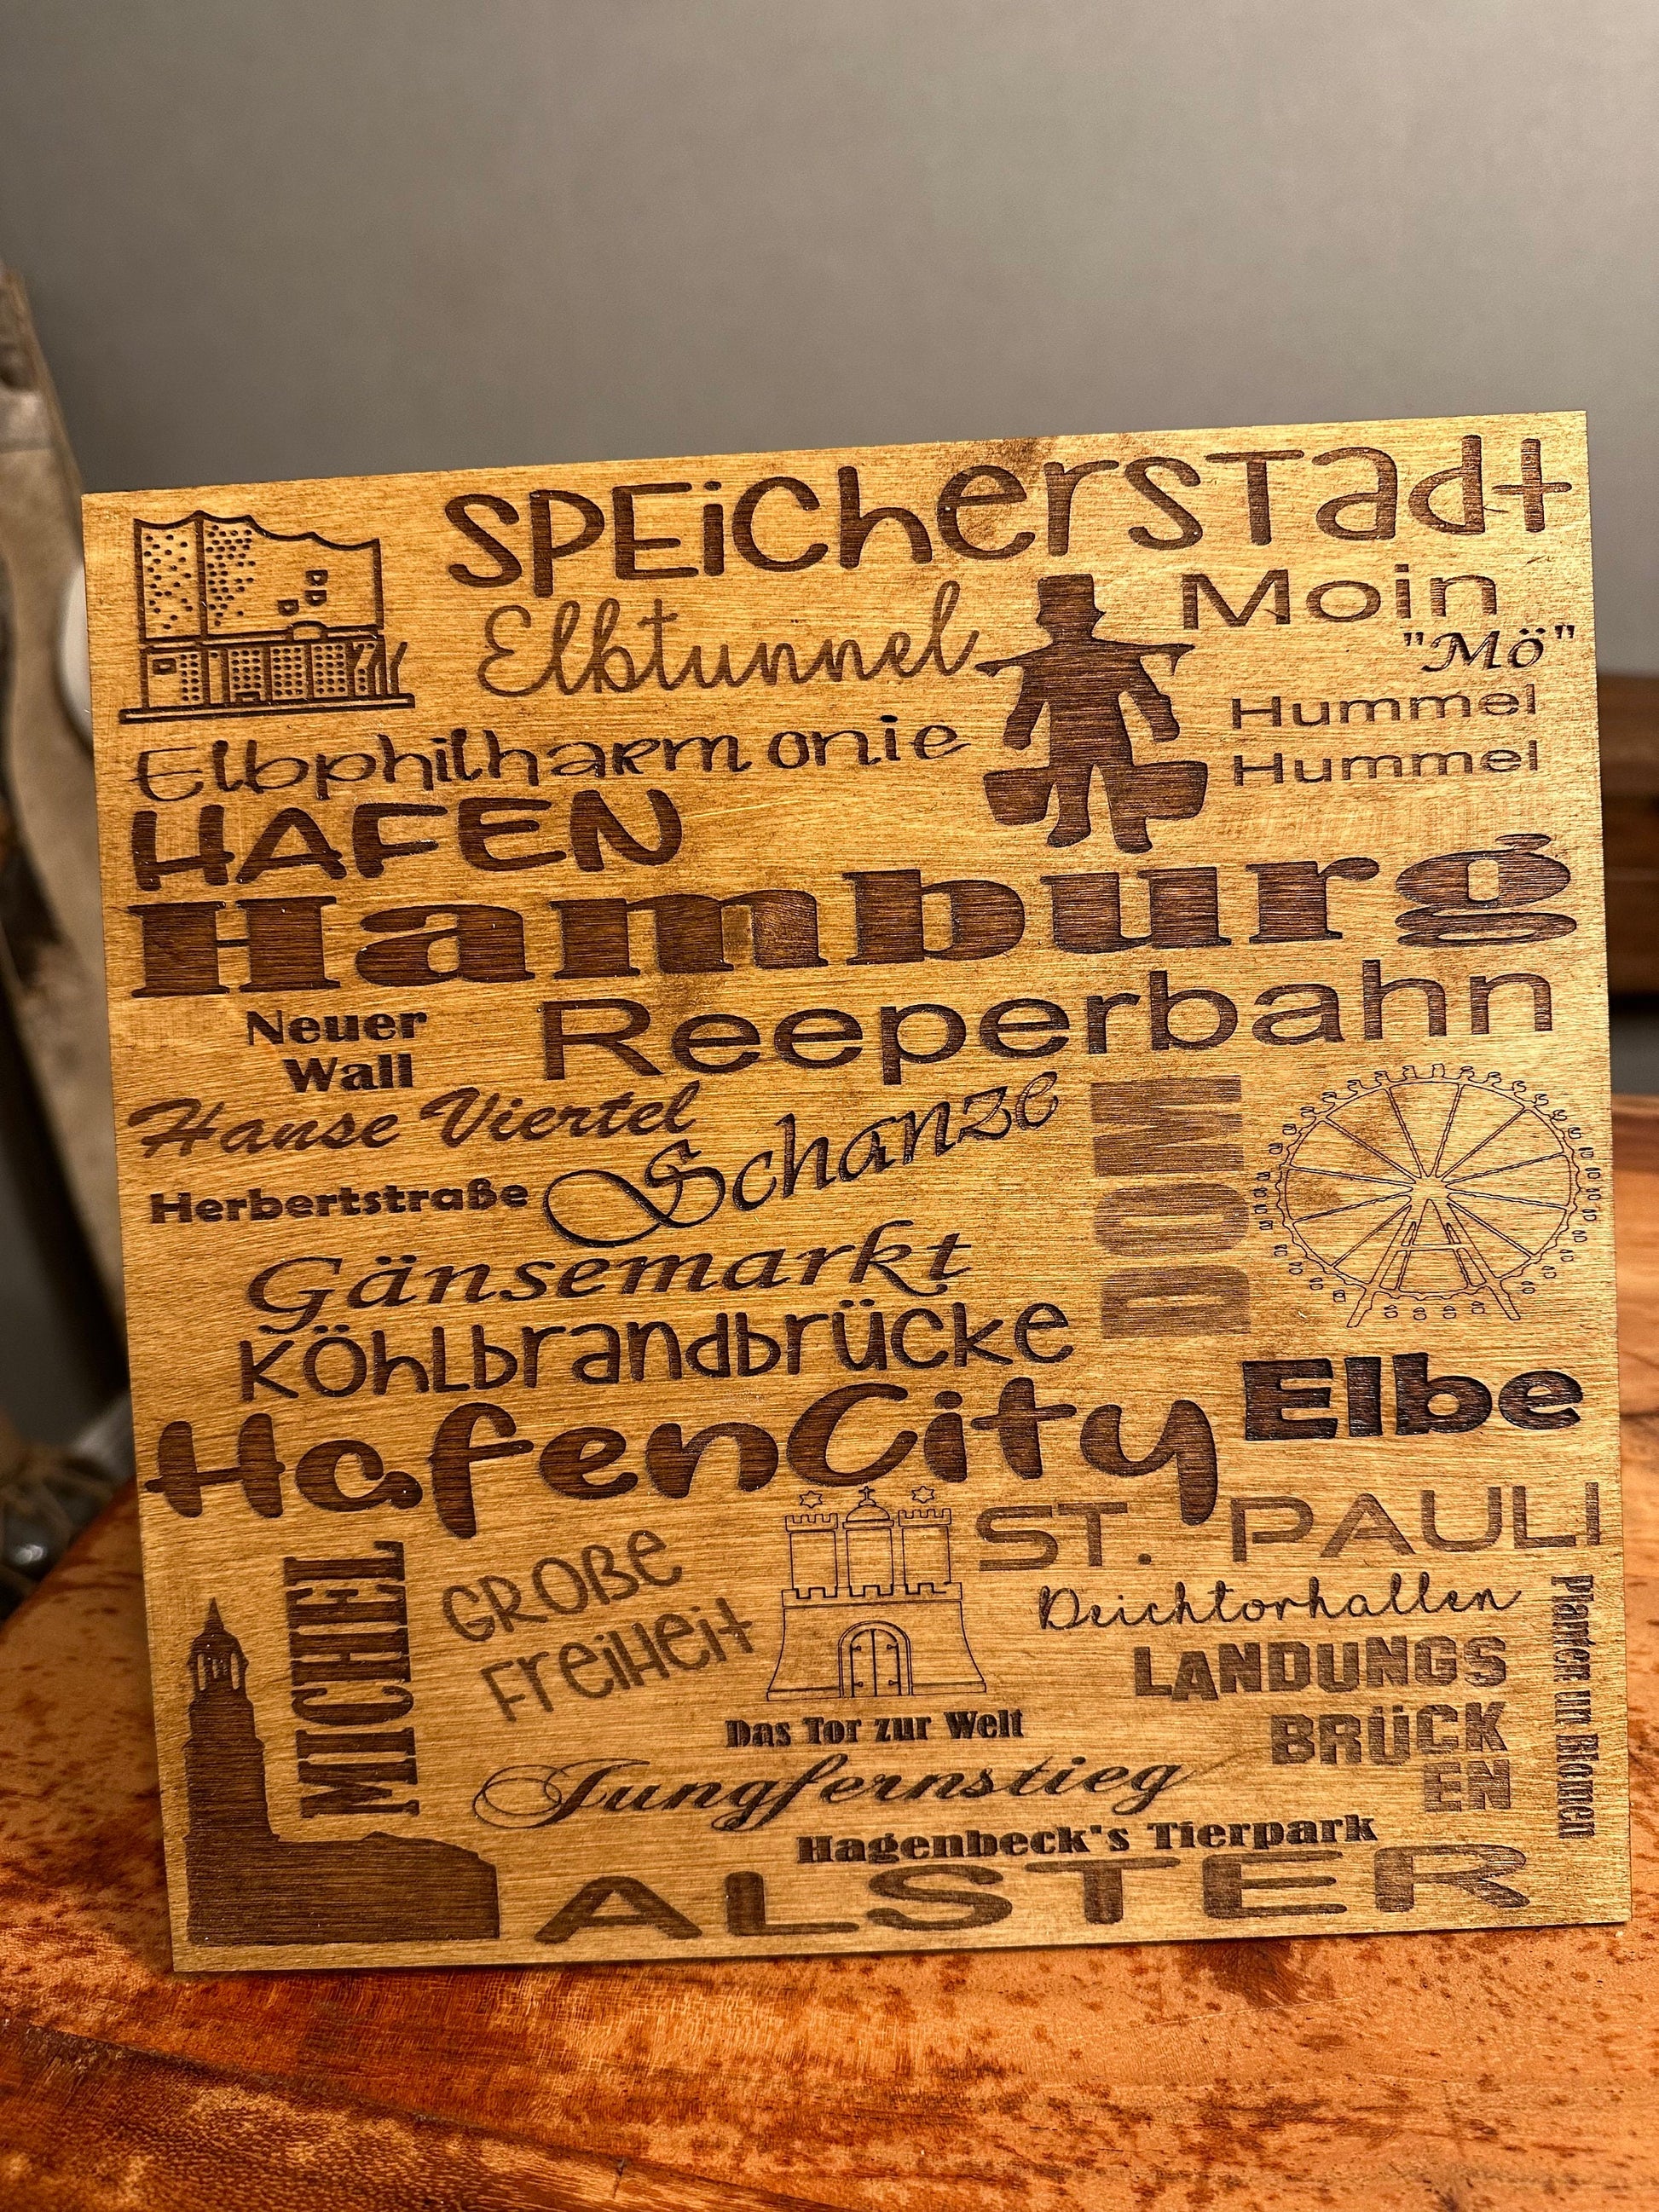 SPEicherSTadt
Elbtunnel
Moin
"Mö"
Hummel
Hummel
Elbphilharmonie
HAFEN
Hamburg
Neuer
Wall
Reeperbahn
Hanse Viertel
Schanze
DOM
Herbertstraße
Gänsemarkt
Köhlbrandbrücke
Elbe
HafenCity
ST. PAULI
MICHEL
GROße
FreiHeit
Deichtorhallen
LANDUNGS
BRÜCK
EN
Planten un Blomen
Das Tor zur Welt
Jungfernstieg
Hagenbeck's Tierpark
ALSTER